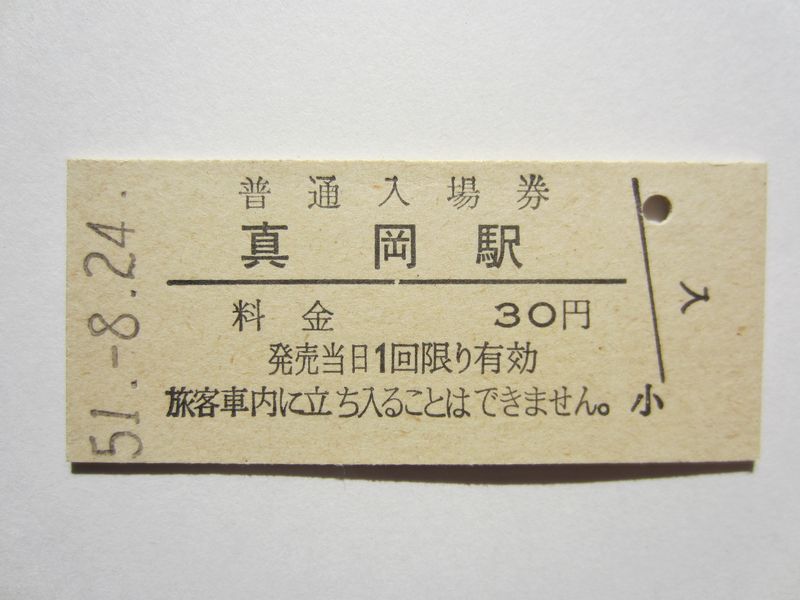 普通入場券
真岡駅
料金 30円
発売当日1回限り有効
旅客車内に立ち入ることはできません。 小
入
51.-8.24.